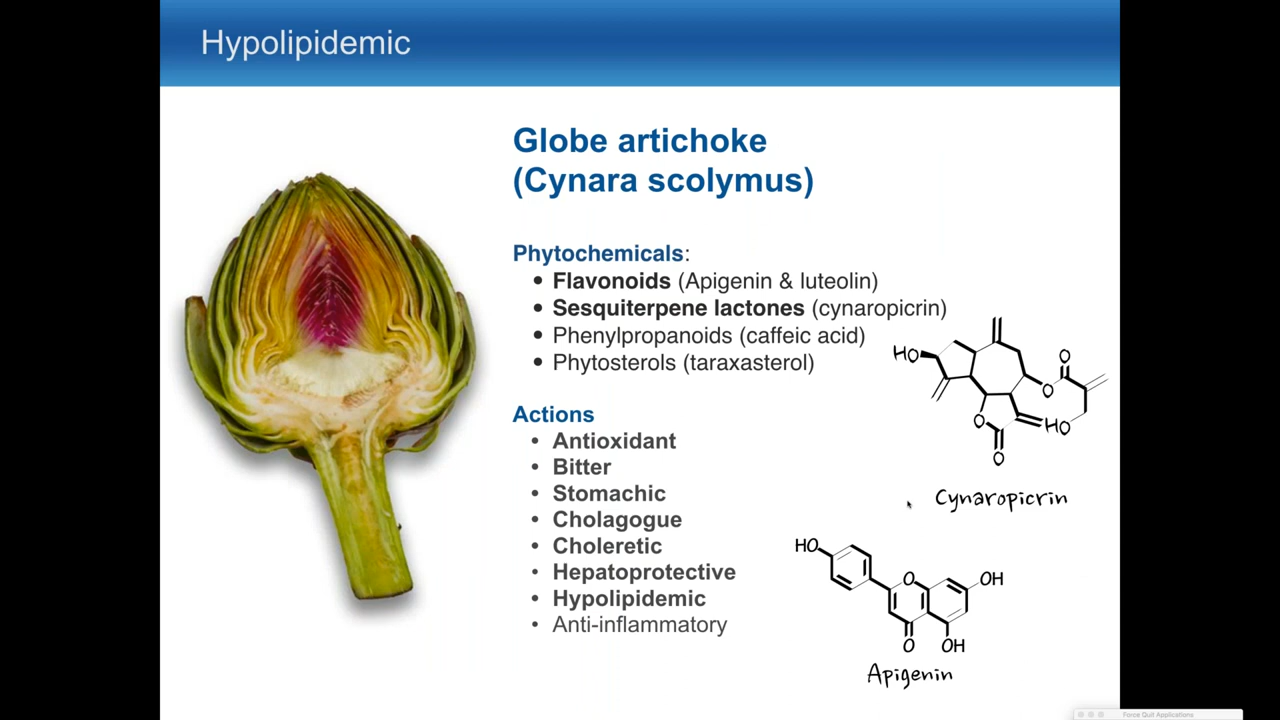 Hypolipidemic
Globe artichoke
(Cynara scolymus)
Phytochemicals:
• Flavonoids (Apigenin & luteolin)
• Sesquiterpene lactones (cynaropicrin)
• Phenylpropanoids (caffeic acid)
• Phytosterols (taraxasterol)
Actions
• Antioxidant
• Bitter
• Stomachic
• Cholagogue
• Choleretic
• Hepatoprotective
• Hypolipidemic
• Anti-inflammatory
HO
O
O
O
O
HO
Cynaropicrin
HO
O
OH
O
OH
Apigenin
Force Quit Applications